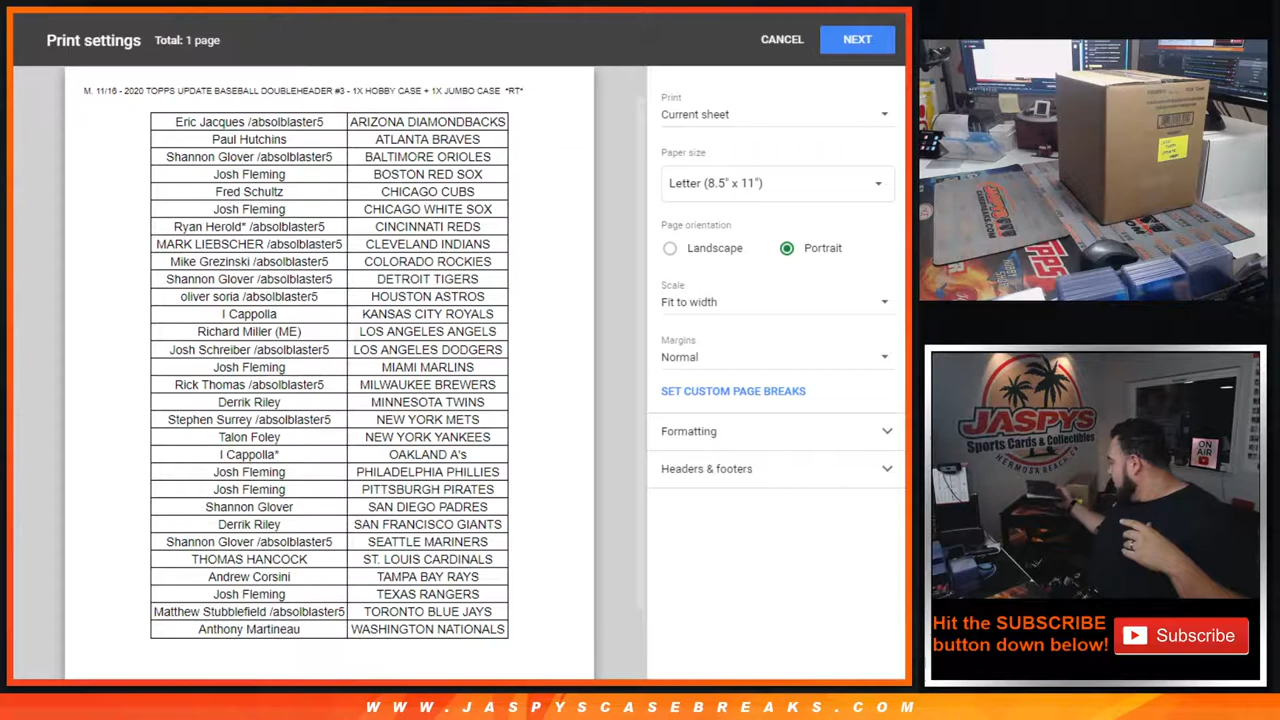 Print settings Total: 1 page CANCEL NEXT
M. 11/16 - 2020 TOPPS UPDATE BASEBALL DOUBLEHEADER #3 - 1X HOBBY CASE + 1X JUMBO CASE *RT*
Eric Jacques /absolblaster5 ARIZONA DIAMONDBACKS
Paul Hutchins ATLANTA BRAVES
Shannon Glover /absolblaster5 BALTIMORE ORIOLES
Josh Fleming BOSTON RED SOX
Fred Schultz CHICAGO CUBS
Josh Fleming CHICAGO WHITE SOX
Ryan Herold* /absolblaster5 CINCINNATI REDS
MARK LIEBSCHER /absolblaster5 CLEVELAND INDIANS
Mike Grezinski /absolblaster5 COLORADO ROCKIES
Shannon Glover /absolblaster5 DETROIT TIGERS
oliver soria /absolblaster5 HOUSTON ASTROS
I Cappolla KANSAS CITY ROYALS
Richard Miller (ME) LOS ANGELES ANGELS
Josh Schreiber /absolblaster5 LOS ANGELES DODGERS
Josh Fleming MIAMI MARLINS
Rick Thomas /absolblaster5 MILWAUKEE BREWERS
Derrik Riley MINNESOTA TWINS
Stephen Surrey /absolblaster5 NEW YORK METS
Talon Foley NEW YORK YANKEES
I Cappolla* OAKLAND A's
Josh Fleming PHILADELPHIA PHILLIES
Josh Fleming PITTSBURGH PIRATES
Shannon Glover SAN DIEGO PADRES
Derrik Riley SAN FRANCISCO GIANTS
Shannon Glover /absolblaster5 SEATTLE MARINERS
THOMAS HANCOCK ST. LOUIS CARDINALS
Andrew Corsini TAMPA BAY RAYS
Josh Fleming TEXAS RANGERS
Matthew Stubblefield /absolblaster5 TORONTO BLUE JAYS
Anthony Martineau WASHINGTON NATIONALS
Print
Current sheet
Paper size
Letter (8.5" x 11")
Page orientation
Landscape Portrait
Scale
Fit to width
Margins
Normal
SET CUSTOM PAGE BREAKS
Formatting
Headers & footers
JASPYS
Sports Cards & Collectibles
HERMOSA BEACH, CA
ON
AIR
Hit the SUBSCRIBE
button down below!
Subscribe
WWW.JASPYSCASEBREAKS.COM